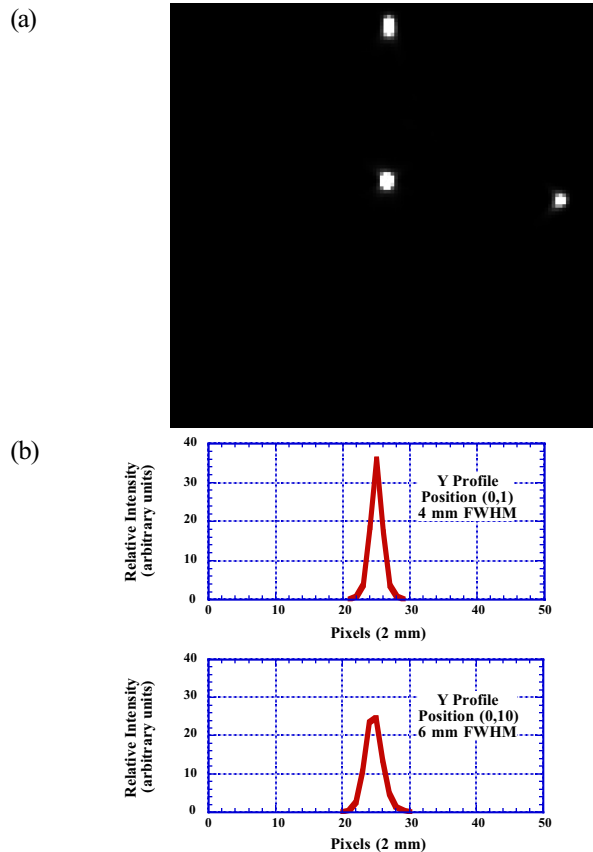 (a)
(b)
40
30
20
10
0
Relative Intensity
(arbitrary units)
Y Profile
Position (0,1)
4 mm FWHM
0 10 20 30 40 50
Pixels (2 mm)
40
30
20
10
0
Relative Intensity
(arbitrary units)
Y Profile
Position (0,10)
6 mm FWHM
0 10 20 30 40 50
Pixels (2 mm)